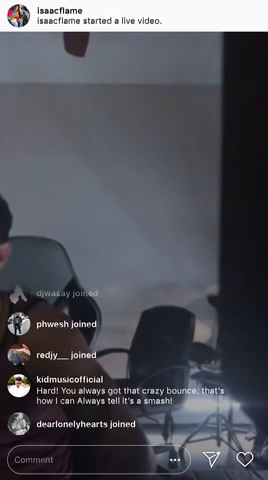 isaacflame
isaacflame started a live video.
djwasay joined
phwesh joined
redjy__ joined
kidmusicofficial
Hard! You always got that crazy bounce, that's
how I can Always tell it's a smash!
dearlonelyhearts joined
Comment